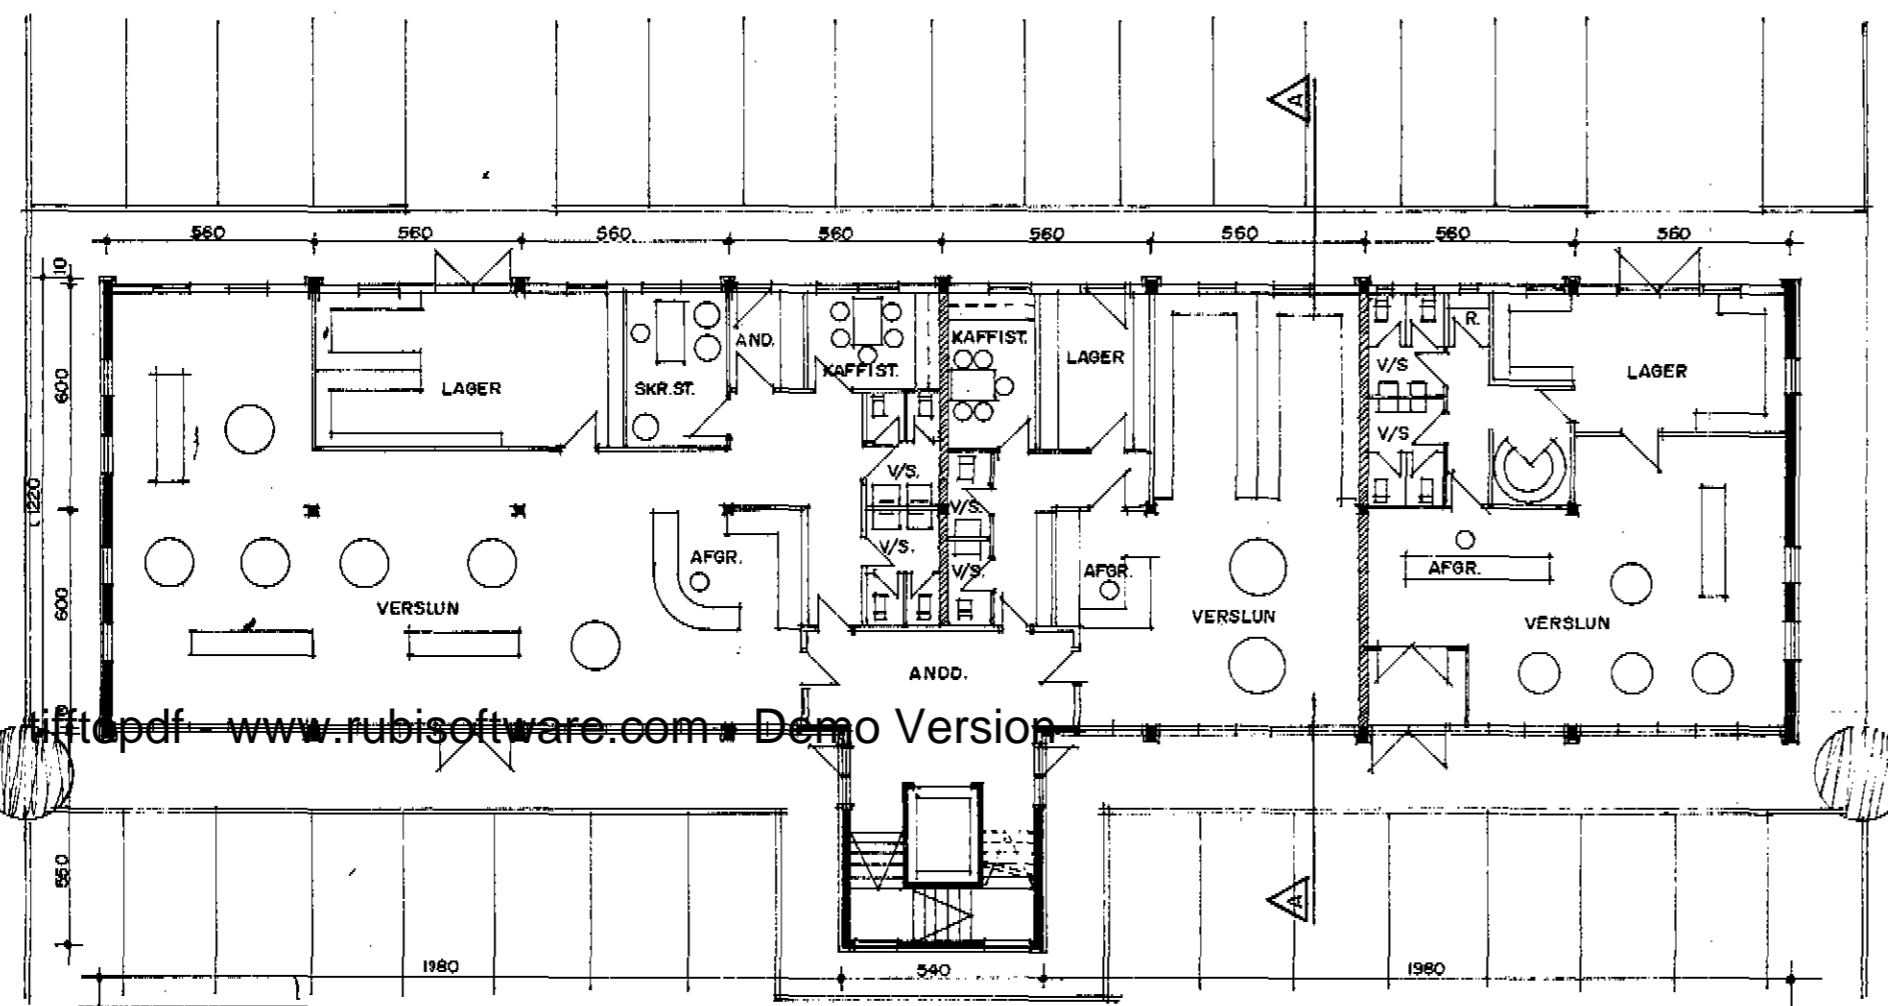 A
560 560 560 560 560 560 560 560
10
600
1220
600
550
LAGER
SKR.ST.
AND.
KAFFIST.
KAFFIST.
LAGER
R.
V/S
V/S
LAGER
V/S.
V/S.
V/S.
V/S.
AFGR.
AFGR.
AFGR.
VERSLUN
VERSLUN
VERSLUN
ANDD.
tifftopdf - www.rubisoftware.com - Demo Version
A
1980 540 1980